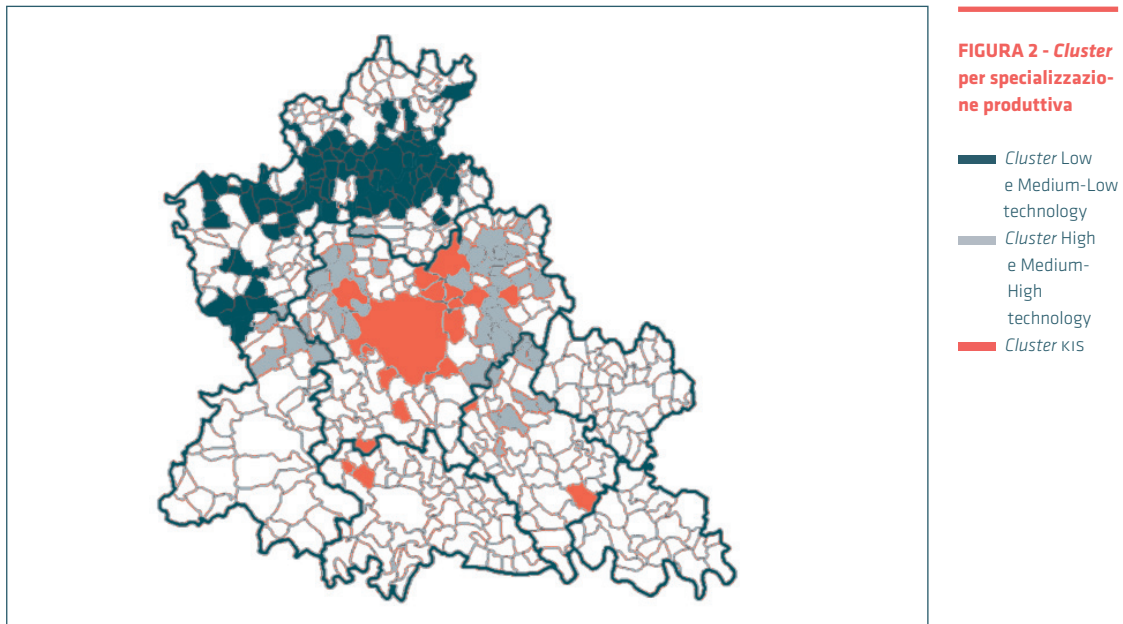 FIGURA 2 - Cluster
per specializzazio-
ne produttiva
Cluster Low
e Medium-Low
technology
Cluster High
e Medium-
High
technology
Cluster KIS